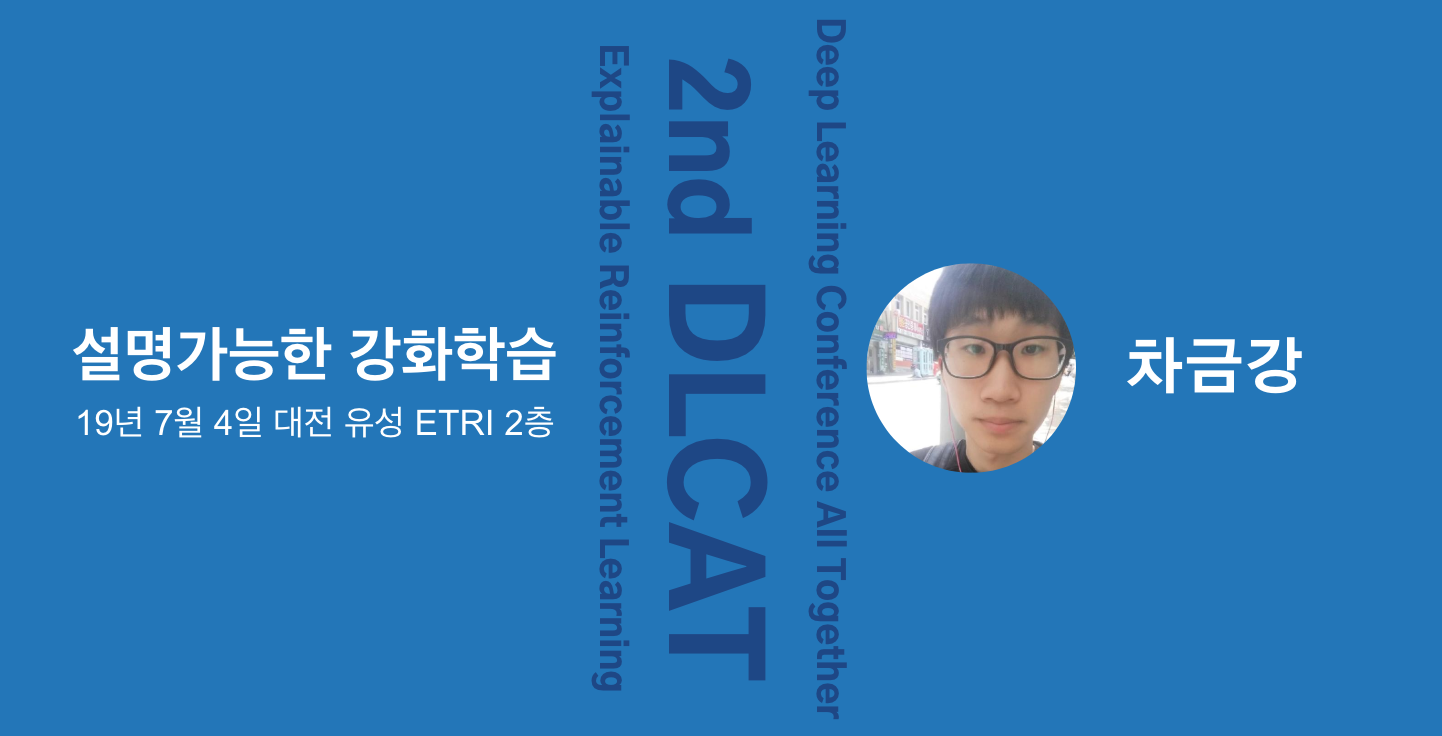 설명가능한 강화학습
19년 7월 4일 대전 유성 ETRI 2층
Explainable Reinforcement Learning
2nd DLCAT
Deep Learning Conference All Together
차금강